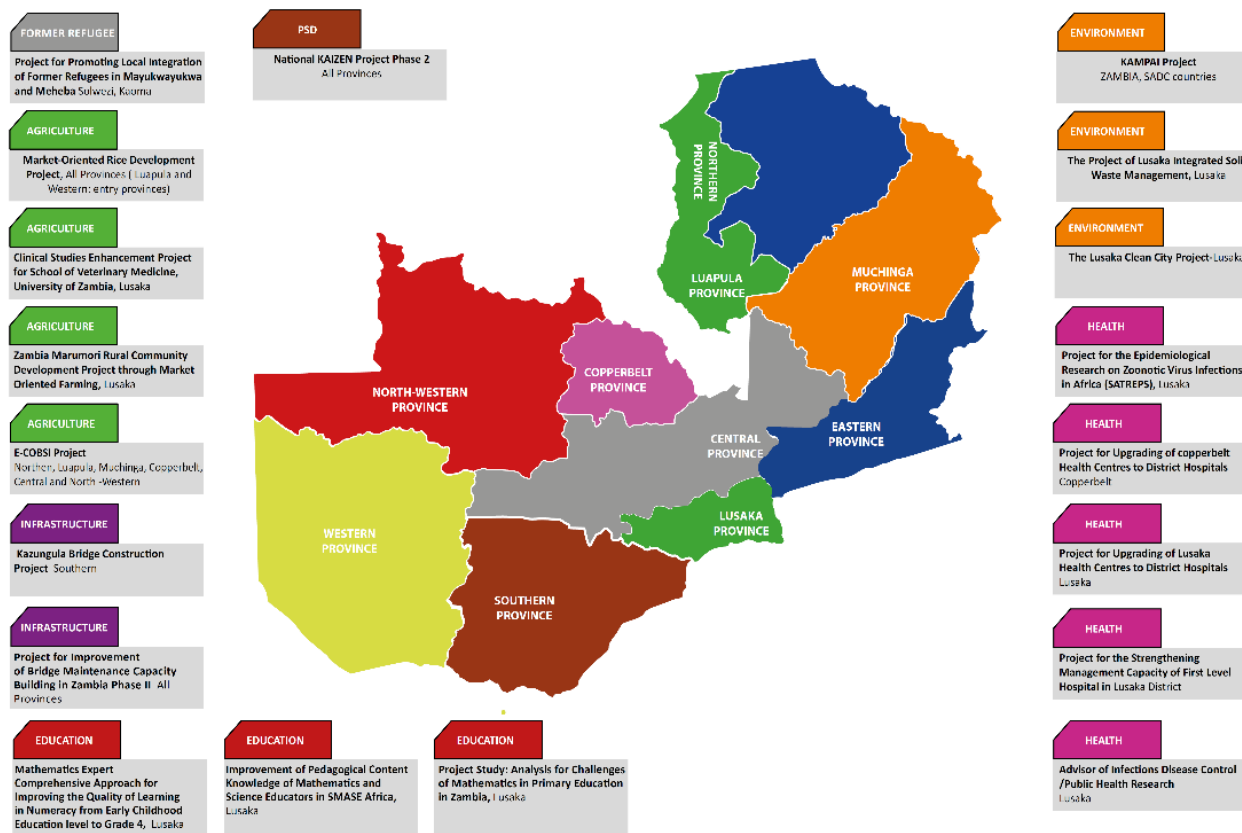 FORMER REFUGEE
Project for Promoting Local Integration
of Former Refugees in Mayukwayukwa
and Meheba Solwezi, Kaoma
AGRICULTURE
Market-Oriented Rice Development
Project, All Provinces ( Luapula and
Western: entry provinces)
AGRICULTURE
Clinical Studies Enhancement Project
for School of Veterinary Medicine,
University of Zambia, Lusaka
AGRICULTURE
Zambia Marumori Rural Community
Development Project through Market
Oriented Farming, Lusaka
AGRICULTURE
E-COBSI Project
Northen, Luapula, Muchinga, Copperbelt,
Central and North -Western
INFRASTRUCTURE
Kazungula Bridge Construction
Project Southern
INFRASTRUCTURE
Project for Improvement
of Bridge Maintenance Capacity
Building in Zambia Phase II All
Provinces
EDUCATION
Mathematics Expert
Comprehensive Approach for
Improving the Quality of Learning
in Numeracy from Early Childhood
Education level to Grade 4, Lusaka
EDUCATION
Improvement of Pedagogical Content
Knowledge of Mathematics and
Science Educators in SMASE Africa,
Lusaka
EDUCATION
Project Study: Analysis for Challenges
of Mathematics in Primary Education
in Zambia, Lusaka
PSD
National KAIZEN Project Phase 2
All Provinces
NORTHERN
PROVINCE
LUAPULA
PROVINCE
MUCHINGA
PROVINCE
COPPERBELT
PROVINCE
NORTH-WESTERN
PROVINCE
CENTRAL
PROVINCE
EASTERN
PROVINCE
LUSAKA
PROVINCE
WESTERN
PROVINCE
SOUTHERN
PROVINCE
ENVIRONMENT
KAMPAI Project
ZAMBIA, SADC countries
ENVIRONMENT
The Project of Lusaka Integrated Soli
Waste Management, Lusaka
ENVIRONMENT
The Lusaka Clean City Project-Lusaka
HEALTH
Project for the Epidemiological
Research on Zoonotic Virus Infections
in Africa (SATREPS), Lusaka
HEALTH
Project for Upgrading of copperbelt
Health Centres to District Hospitals
Copperbelt
HEALTH
Project for Upgrading of Lusaka
Health Centres to District Hospitals
Lusaka
HEALTH
Project for the Strengthening
Management Capacity of First Level
Hospital in Lusaka District
HEALTH
Advisor of Infections Disease Control
/Public Health Research
Lusaka